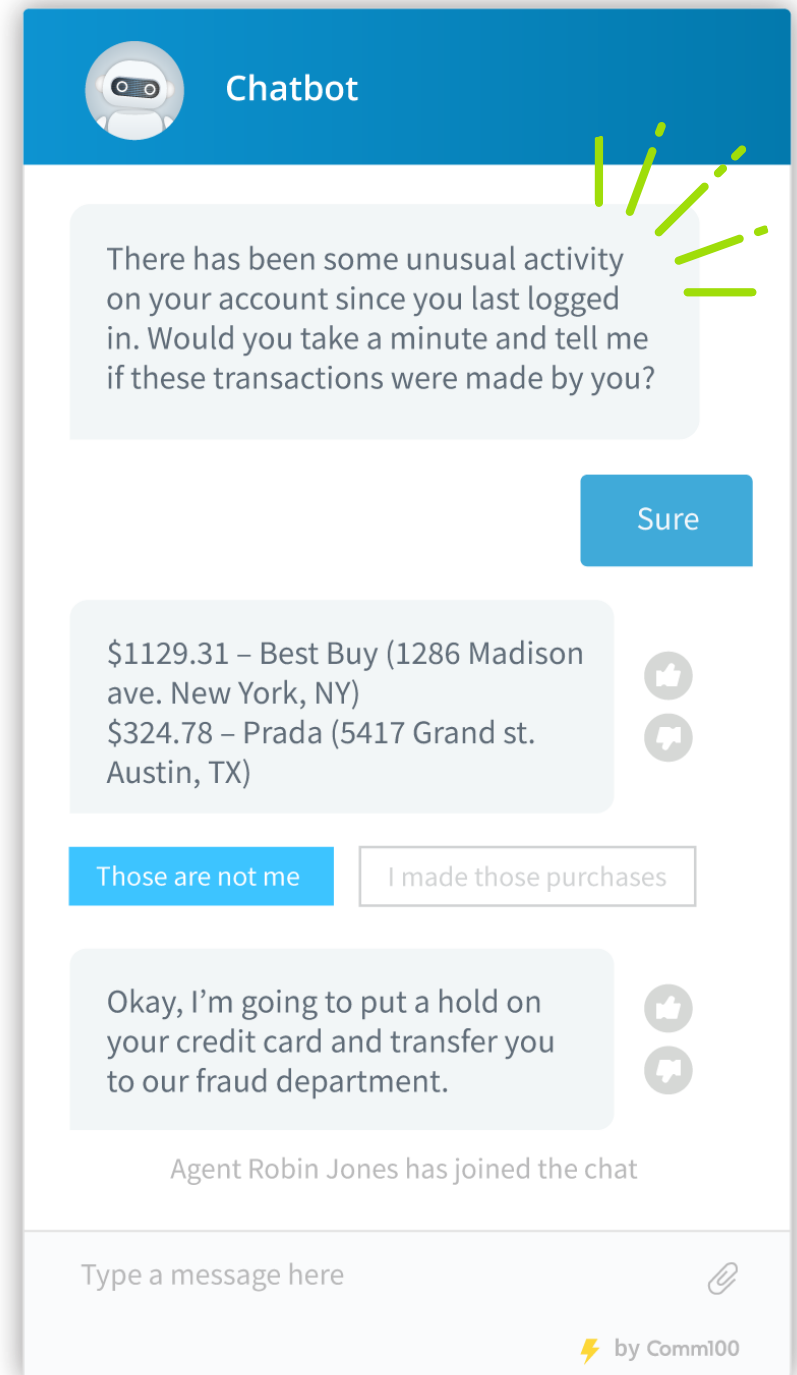 Chatbot
There has been some unusual activity
on your account since you last logged
in. Would you take a minute and tell me
if these transactions were made by you?
Sure
$1129.31 – Best Buy (1286 Madison
ave. New York, NY)
$324.78 – Prada (5417 Grand st.
Austin, TX)
Those are not me
I made those purchases
Okay, I’m going to put a hold on
your credit card and transfer you
to our fraud department.
Agent Robin Jones has joined the chat
Type a message here
by Comm100